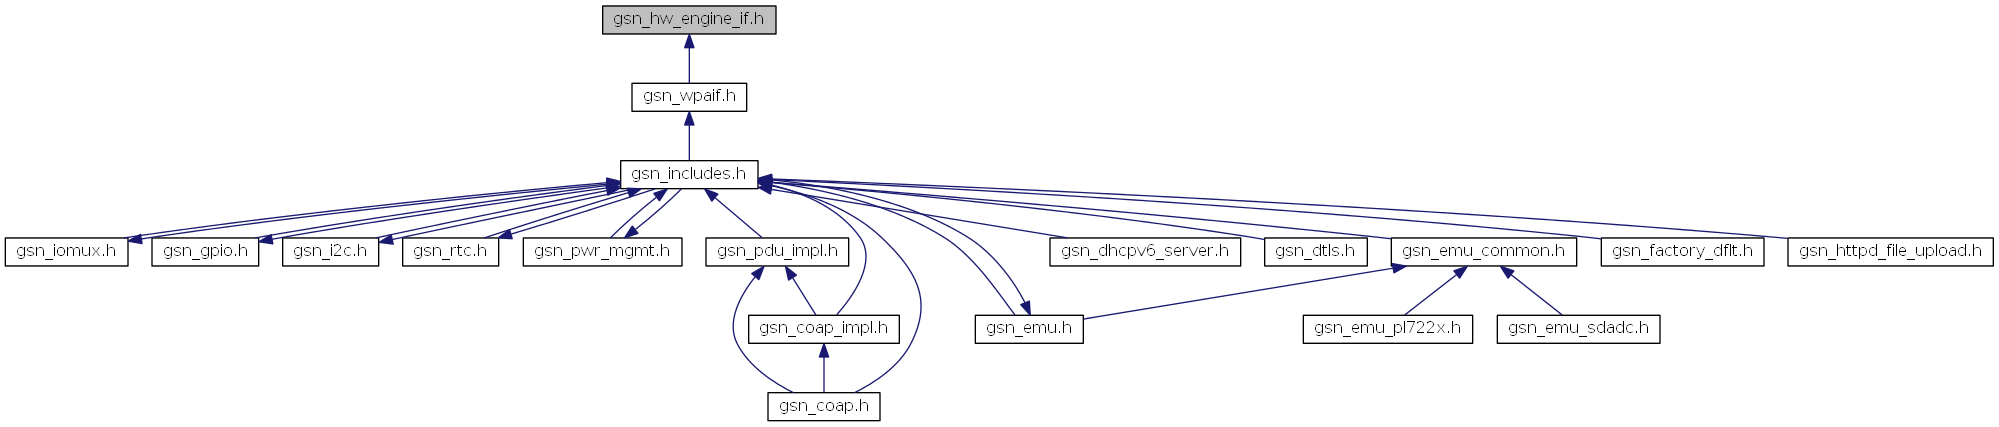 gsn_hw_engine_if.h
gsn_wpaif.h
gsn_includes.h
gsn_iomux.h
gsn_gpio.h
gsn_i2c.h
gsn_rtc.h
gsn_pwr_mgmt.h
gsn_pdu_impl.h
gsn_dhcpv6_server.h
gsn_dtls.h
gsn_emu_common.h
gsn_factory_dflt.h
gsn_httpd_file_upload.h
gsn_coap_impl.h
gsn_emu.h
gsn_emu_pl722x.h
gsn_emu_sdadc.h
gsn_coap.h